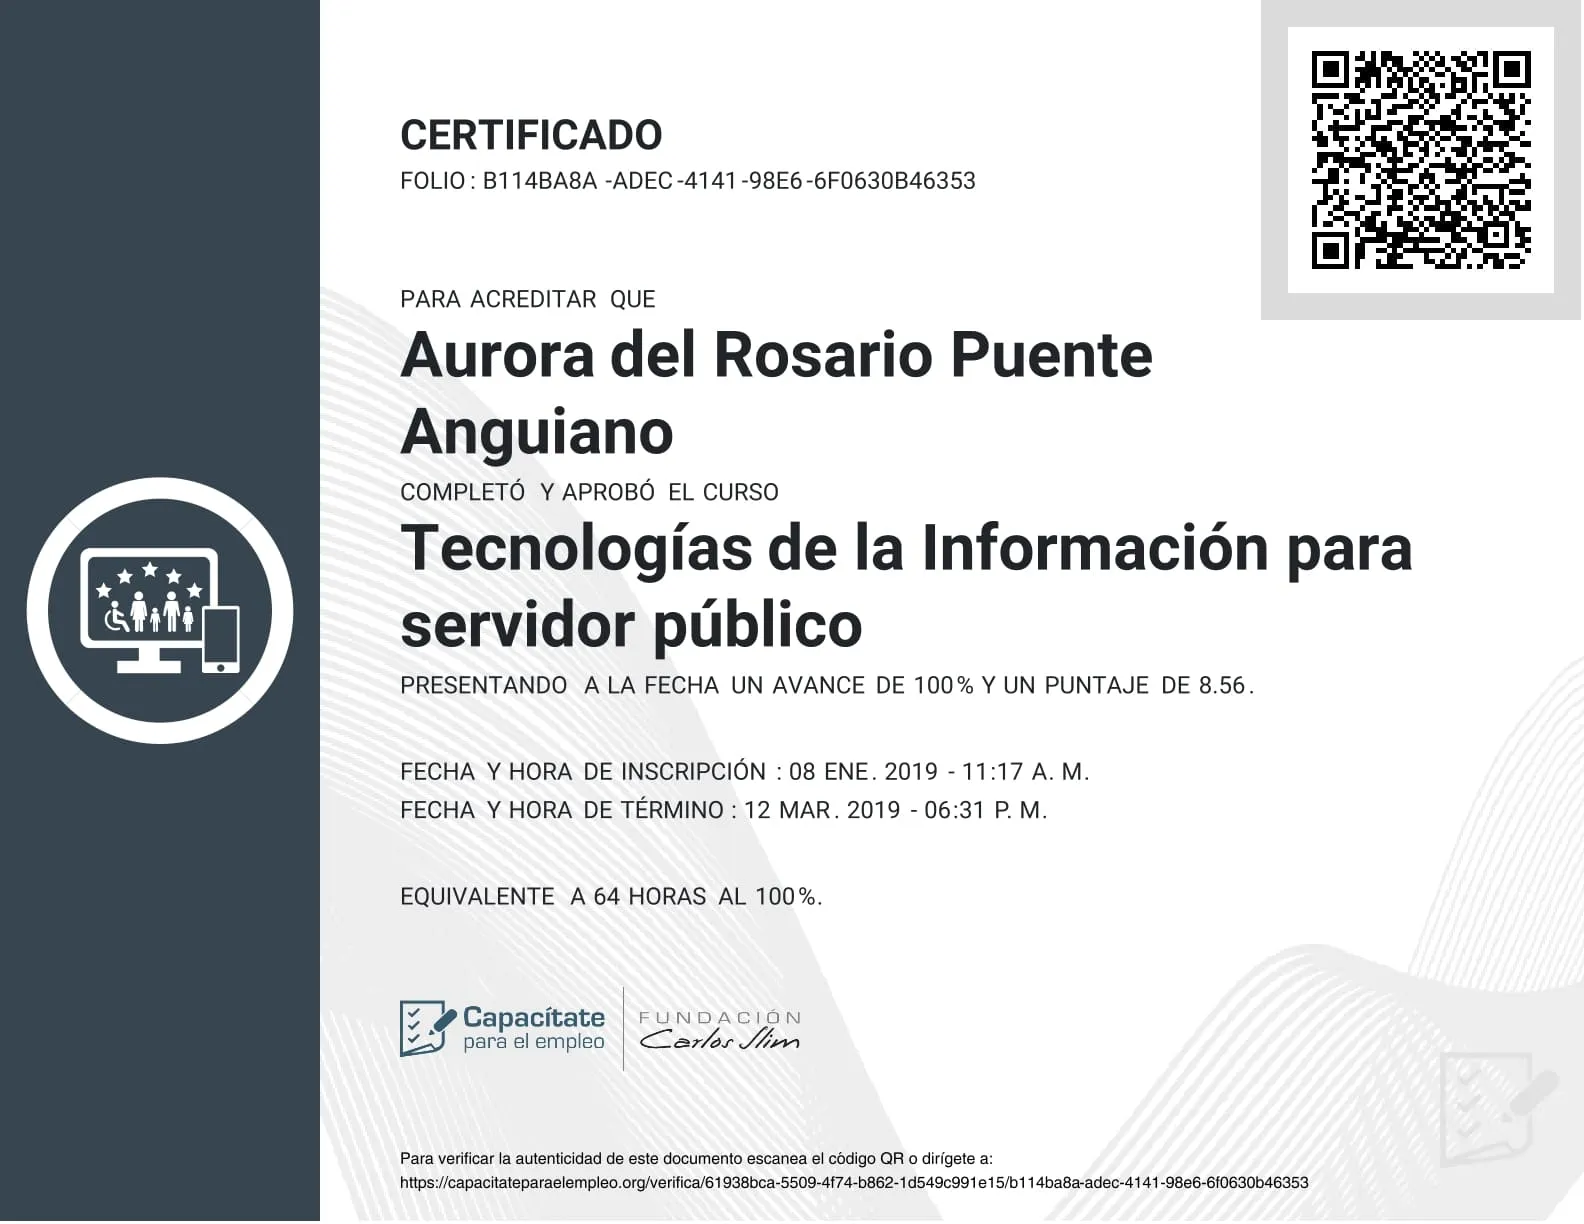 CERTIFICADO
FOLIO : B114BA8A -ADEC -4141 -98E6 -6F0630B46353
PARA ACREDITAR QUE
Aurora del Rosario Puente
Anguiano
COMPLETÓ Y APROBÓ EL CURSO
Tecnologías de la Información para
servidor público
PRESENTANDO A LA FECHA UN AVANCE DE 100% Y UN PUNTAJE DE 8.56.
FECHA Y HORA DE INSCRIPCIÓN : 08 ENE. 2019 - 11:17 A. M.
FECHA Y HORA DE TÉRMINO : 12 MAR. 2019 - 06:31 P. M.
EQUIVALENTE A 64 HORAS AL 100%.
Capacítate
para el empleo
FUNDACIÓN
Carlos Slim
Para verificar la autenticidad de este documento escanea el código QR o dirígete a:
https://capacitateparaelempleo.org/verifica/61938bca-5509-4f74-b862-1d549c991e15/b114ba8a-adec-4141-98e6-6f0630b46353